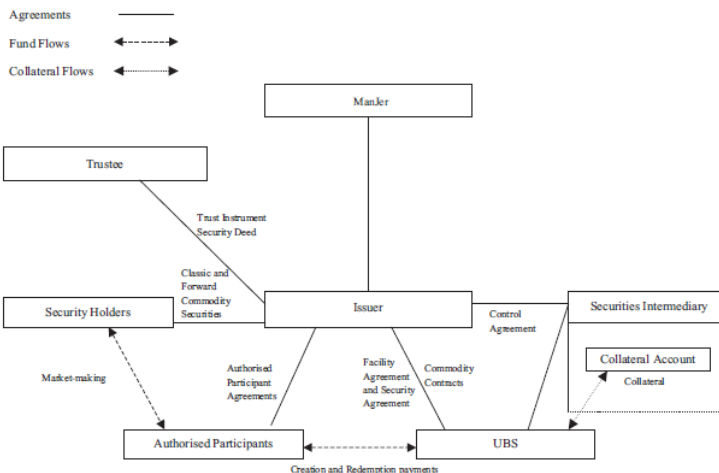 Agreements
Fund Flows
Collateral Flows
ManJer
Trustee
Trust Instrument
Security Deed
Classic and
Forward
Commodity
Securities
Security Holders
Issuer
Control
Agreement
Securities Intermediary
Collateral Account
Collateral
Market-making
Authorised
Participant
Agreements
Facility
Agreement
and Security
Agreement
Commodity
Contracts
Authorised Participants
UBS
Creation and Redemption payments